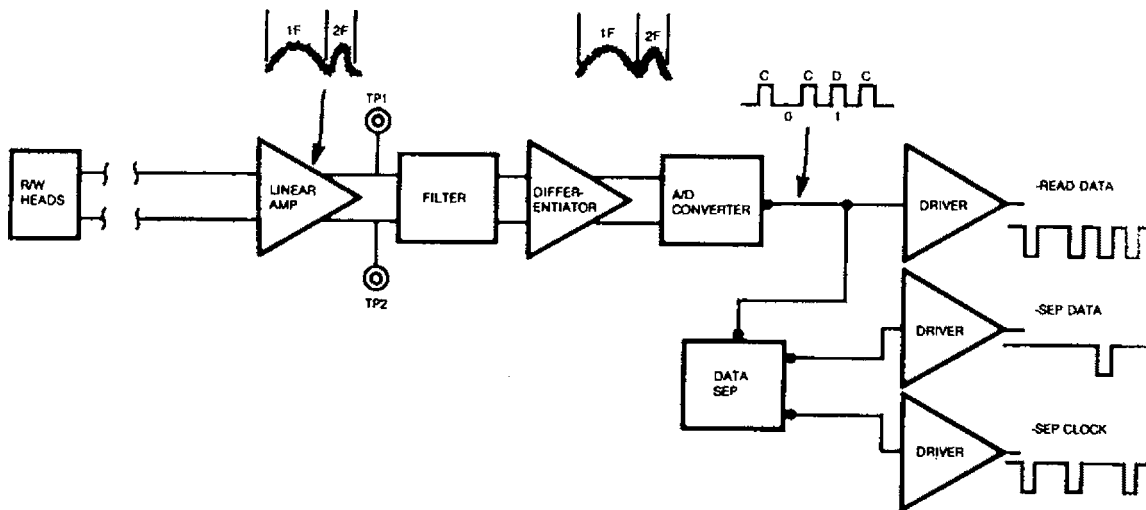 1F 2F
1F 2F
C C D C
0 1
TP1
R/W
HEADS
LINEAR
AMP
FILTER
DIFFER-
ENTIATOR
A/D
CONVERTER
DRIVER
-READ DATA
TP2
DRIVER
-SEP DATA
DATA
SEP
DRIVER
-SEP CLOCK